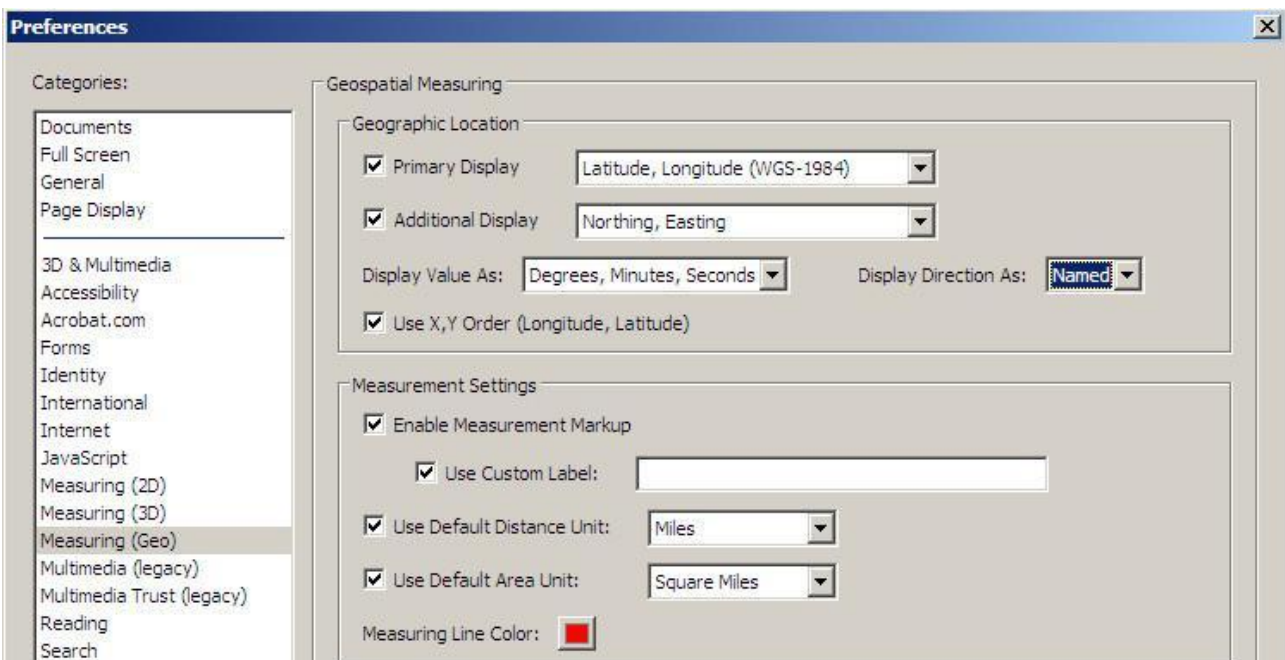 Preferences
Categories:
Documents
Full Screen
General
Page Display
3D & Multimedia
Accessibility
Acrobat.com
Forms
Identity
International
Internet
JavaScript
Measuring (2D)
Measuring (3D)
Measuring (Geo)
Multimedia (legacy)
Multimedia Trust (legacy)
Reading
Search
Geospatial Measuring
Geographic Location
Primary Display Latitude, Longitude (WGS-1984)
Additional Display Northing, Easting
Display Value As: Degrees, Minutes, Seconds Display Direction As: Named
Use X,Y Order (Longitude, Latitude)
Measurement Settings
Enable Measurement Markup
Use Custom Label:
Use Default Distance Unit: Miles
Use Default Area Unit: Square Miles
Measuring Line Color: